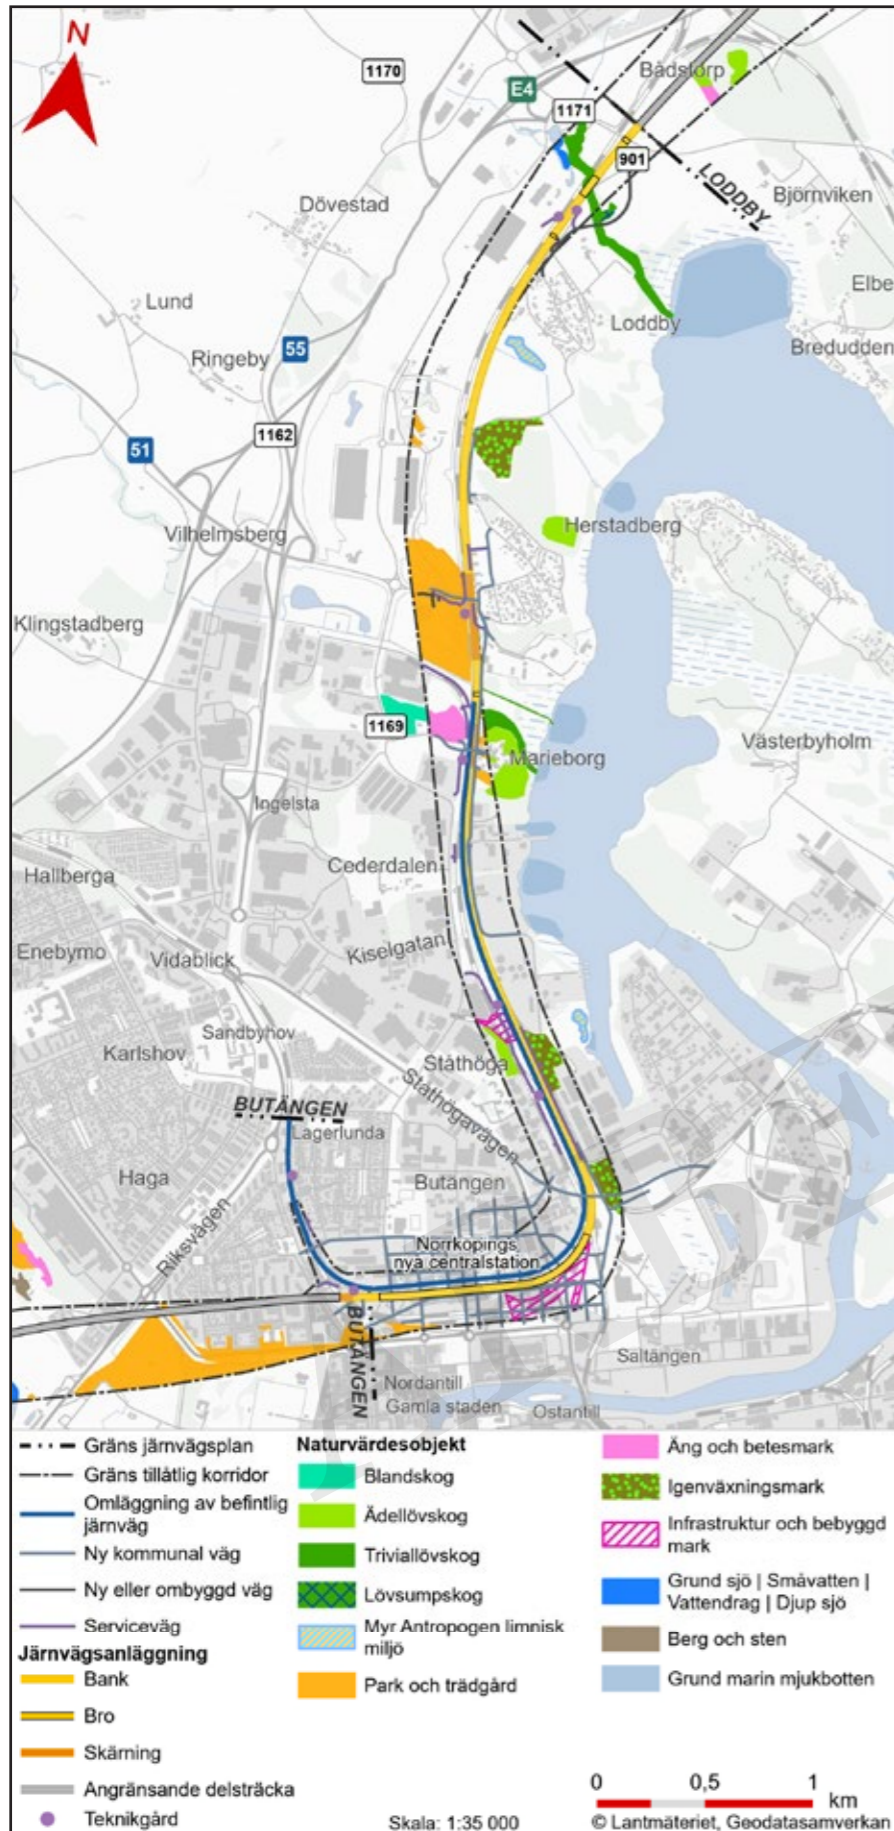 N
1170
Bådstorp
E4
1171
901
LODDBY
Björnviken
Dövestad
Elbe
Lund
Loddby
Bredudden
55
Ringeby
1162
51
Herstadberg
Vilhelmsberg
Klingstadberg
1169
Västerbyholm
Marieborg
Ingelsta
Cederdalen
Hallberga
Kiselgatan
Enebymo
Vidablick
Sandbyhov
Karlshov
Ståthöga
Stathögavägen
BUTÄNGEN
Lagerlunda
Haga
Butängen
Riksvägen
Norrköpings
nya centralstation
BUTÄNGEN
Saltängen
Nordantill
Gamla staden
Östantill
Gräns järnvägsplan
Gräns tillåtlig korridor
Omläggning av befintlig
järnväg
Ny kommunal väg
Ny eller ombyggd väg
Serviceväg
Järnvägsanläggning
Bank
Bro
Skärning
Angränsande delsträcka
Teknikgård
Naturvärdesobjekt
Blandskog
Ädellövskog
Triviallövskog
Lövsumpskog
Myr Antropogen limnisk
miljö
Park och trädgård
Äng och betesmark
Igenväxningsmark
Infrastruktur och bebyggd
mark
Grund sjö | Småvatten |
Vattendrag | Djup sjö
Berg och sten
Grund marin mjukbotten
0 0,5 1
km
Skala: 1:35 000
© Lantmäteriet, Geodatasamverkan